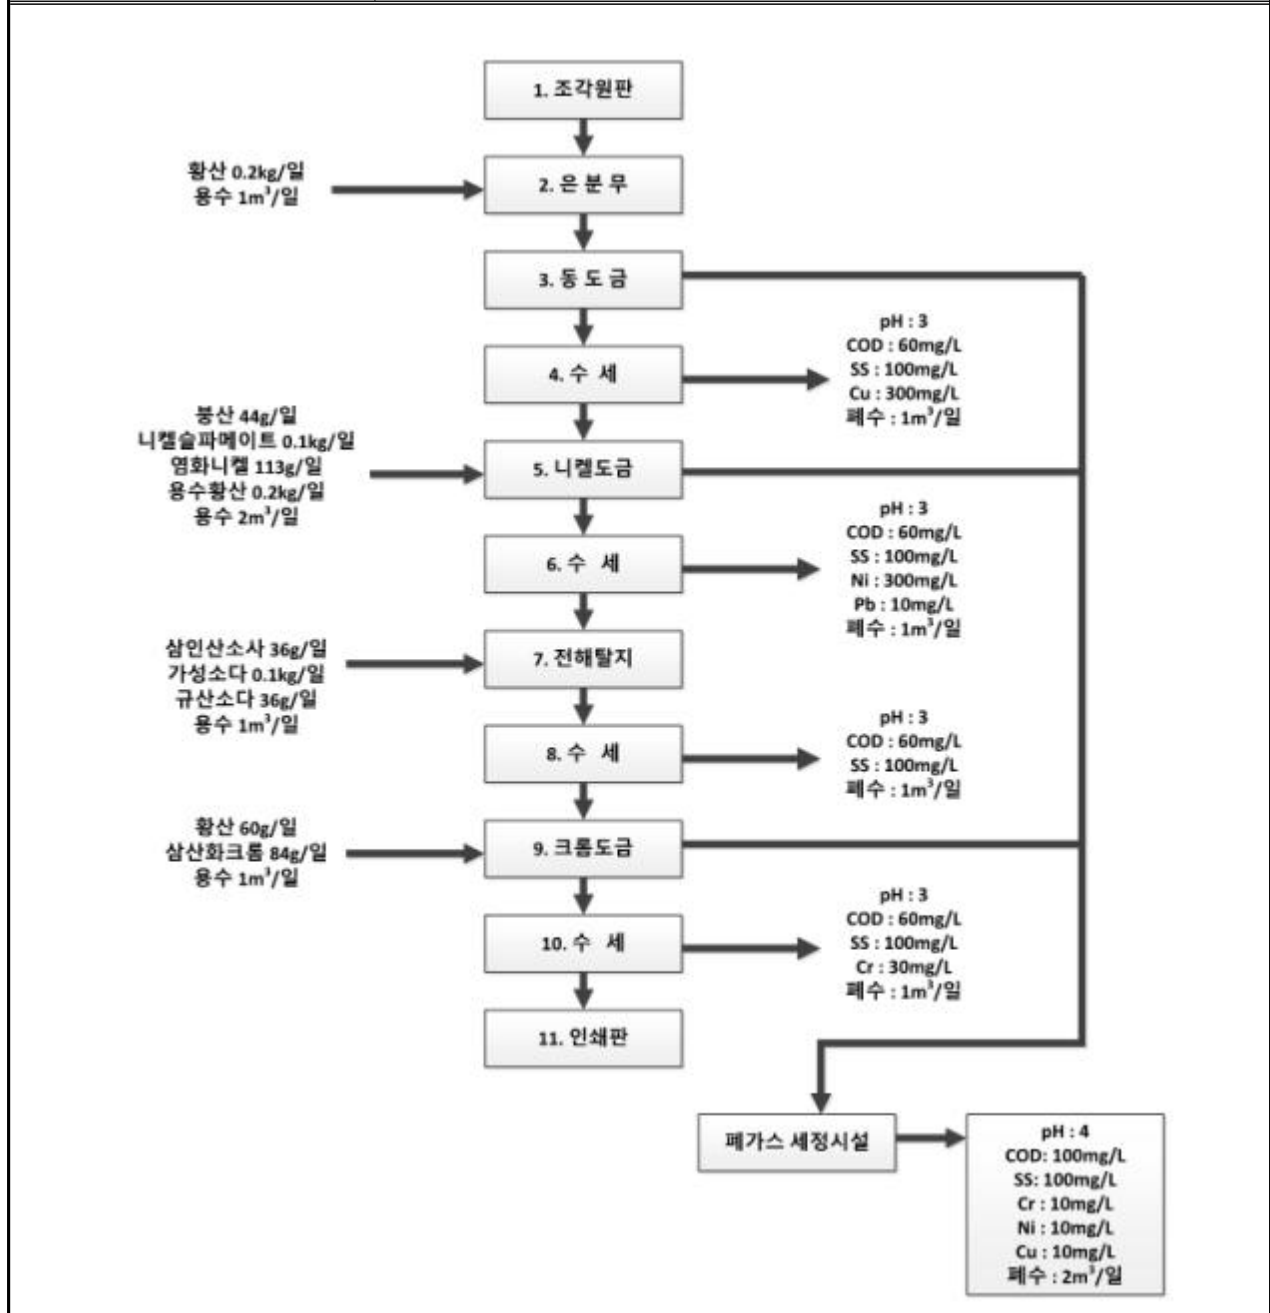 1. 조각원판
황산 0.2kg/일
용수 1m³/일
2. 은 분 무
3. 동 도 금
4. 수 세
pH : 3
COD : 60mg/L
SS : 100mg/L
Cu : 300mg/L
폐수 : 1m³/일
붕산 44g/일
니켈슬파메이트 0.1kg/일
염화니켈 113g/일
용수황산 0.2kg/일
용수 2m³/일
5. 니켈도금
6. 수 세
pH : 3
COD : 60mg/L
SS : 100mg/L
Ni : 300mg/L
Pb : 10mg/L
폐수 : 1m³/일
삼인산소사 36g/일
가성소다 0.1kg/일
규산소다 36g/일
용수 1m³/일
7. 전해탈지
8. 수 세
pH : 3
COD : 60mg/L
SS : 100mg/L
폐수 : 1m³/일
황산 60g/일
삼산화크롬 84g/일
용수 1m³/일
9. 크롬도금
10. 수 세
pH : 3
COD : 60mg/L
SS : 100mg/L
Cr : 30mg/L
폐수 : 1m³/일
11. 인쇄판
폐가스 세정시설
pH : 4
COD: 100mg/L
SS: 100mg/L
Cr : 10mg/L
Ni : 10mg/L
Cu : 10mg/L
폐수 : 2m³/일